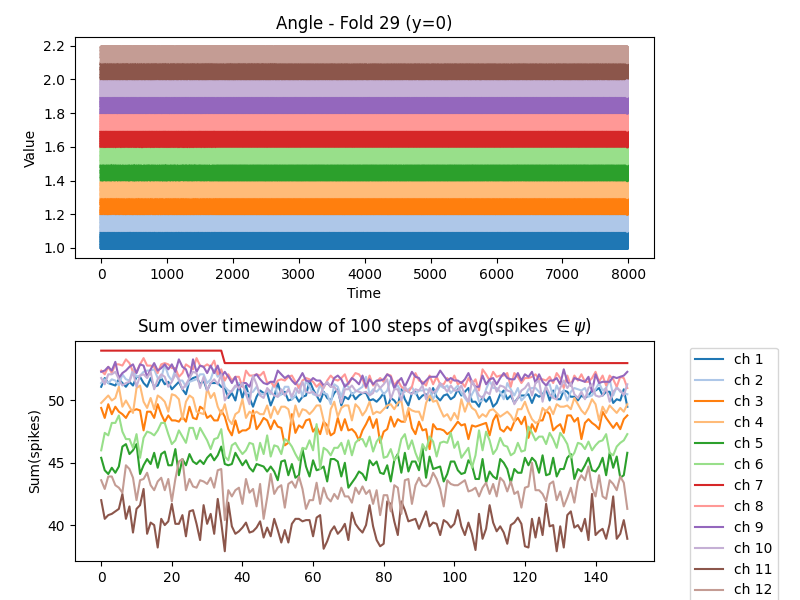 Angle - Fold 29 (y=0)
2.2
2.0
1.8
1.6
1.4
1.2
1.0
Value
0 1000 2000 3000 4000 5000 6000 7000 8000
Time
Sum over timewindow of 100 steps of avg(spikes ∈ ψ)
50
45
40
Sum(spikes)
0 20 40 60 80 100 120 140
ch 1
ch 2
ch 3
ch 4
ch 5
ch 6
ch 7
ch 8
ch 9
ch 10
ch 11
ch 12